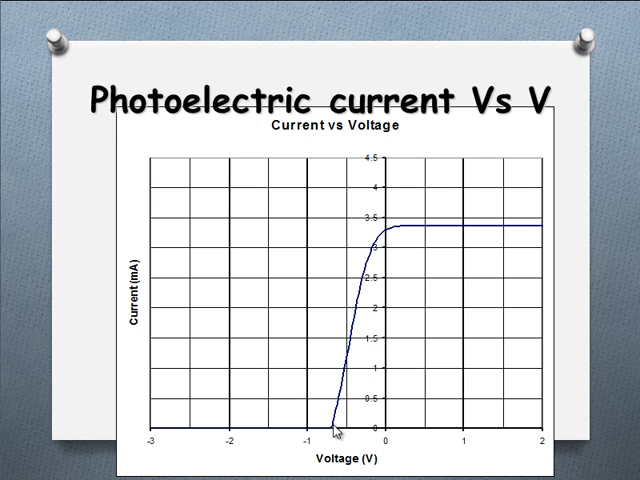 Photoelectric current Vs V
Current vs Voltage
4.5
4
3.5
3
2.5
2
1.5
1
0.5
0
Current (mA)
-3 -2 -1 0 1 2
Voltage (V)